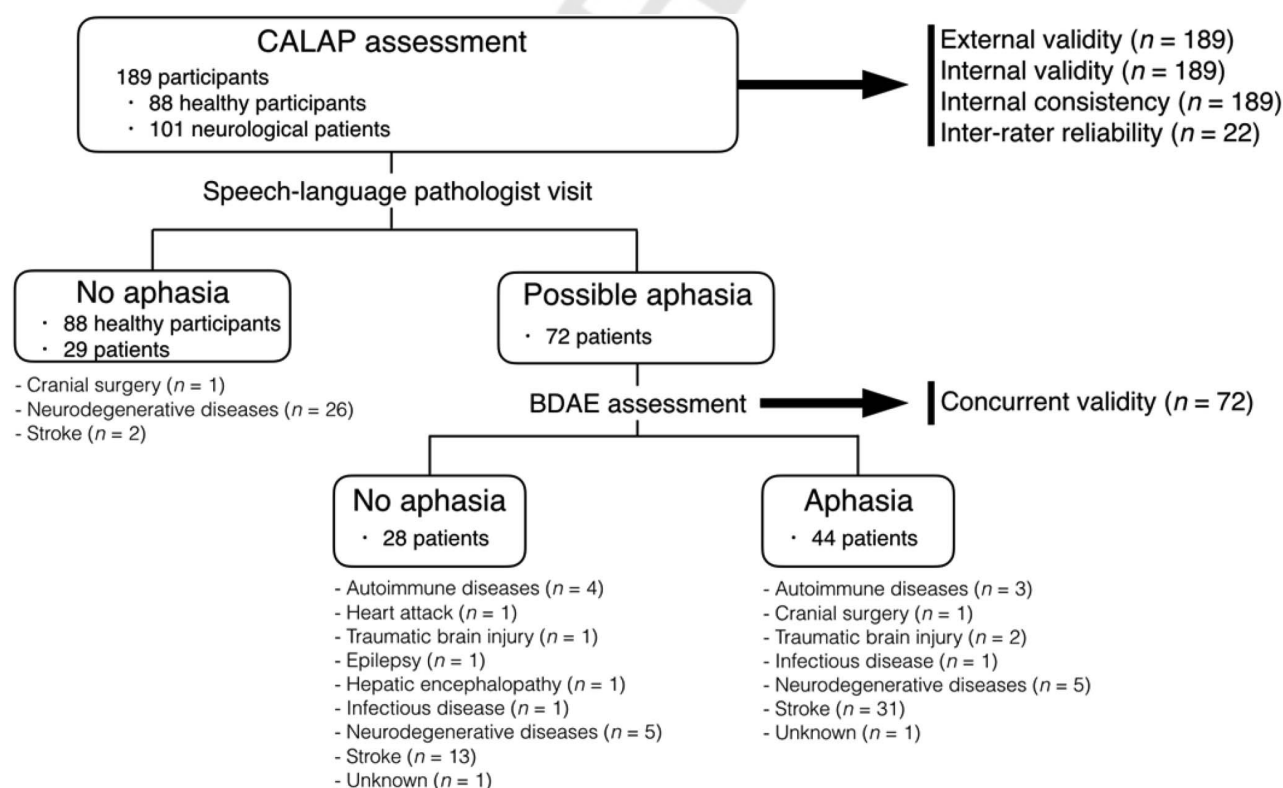 CALAP assessment
189 participants
· 88 healthy participants
· 101 neurological patients
External validity (n = 189)
Internal validity (n = 189)
Internal consistency (n = 189)
Inter-rater reliability (n = 22)
Speech-language pathologist visit
No aphasia
· 88 healthy participants
· 29 patients
- Cranial surgery (n = 1)
- Neurodegenerative diseases (n = 26)
- Stroke (n = 2)
Possible aphasia
· 72 patients
BDAE assessment
Concurrent validity (n = 72)
No aphasia
· 28 patients
- Autoimmune diseases (n = 4)
- Heart attack (n = 1)
- Traumatic brain injury (n = 1)
- Epilepsy (n = 1)
- Hepatic encephalopathy (n = 1)
- Infectious disease (n = 1)
- Neurodegenerative diseases (n = 5)
- Stroke (n = 13)
- Unknown (n = 1)
Aphasia
· 44 patients
- Autoimmune diseases (n = 3)
- Cranial surgery (n = 1)
- Traumatic brain injury (n = 2)
- Infectious disease (n = 1)
- Neurodegenerative diseases (n = 5)
- Stroke (n = 31)
- Unknown (n = 1)